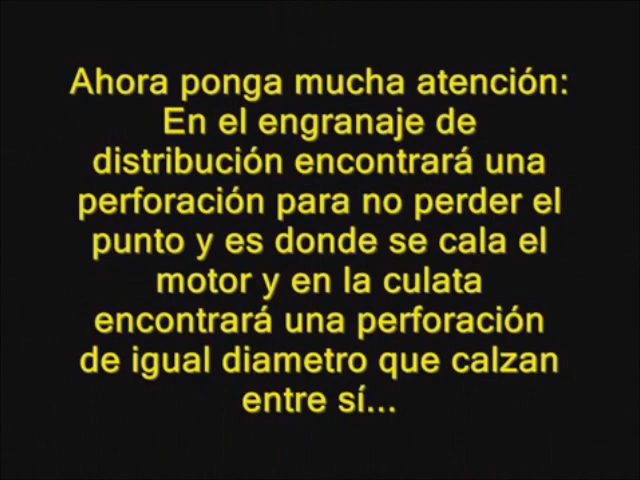 Ahora ponga mucha atención:
En el engranaje de
distribución encontrará una
perforación para no perder el
punto y es donde se cala el
motor y en la culata
encontrará una perforación
de igual diametro que calzan
entre sí...